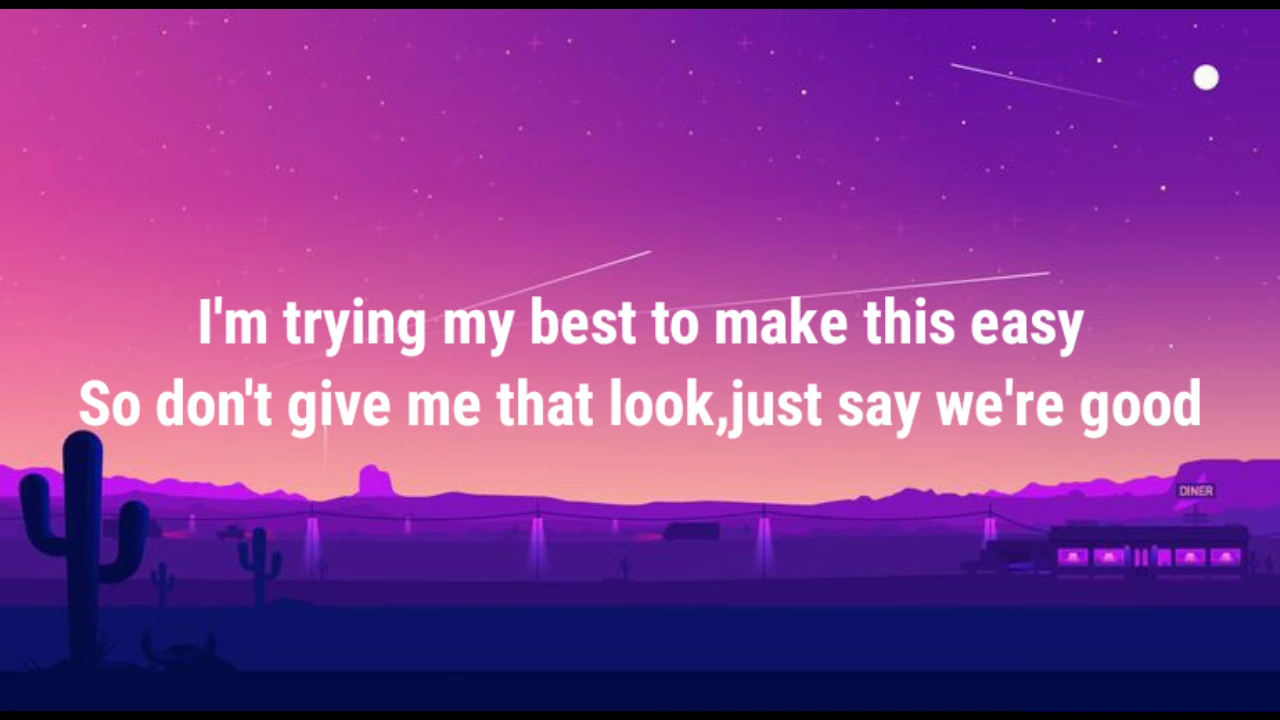 I'm trying my best to make this easy
So don't give me that look,just say we're good
DINER